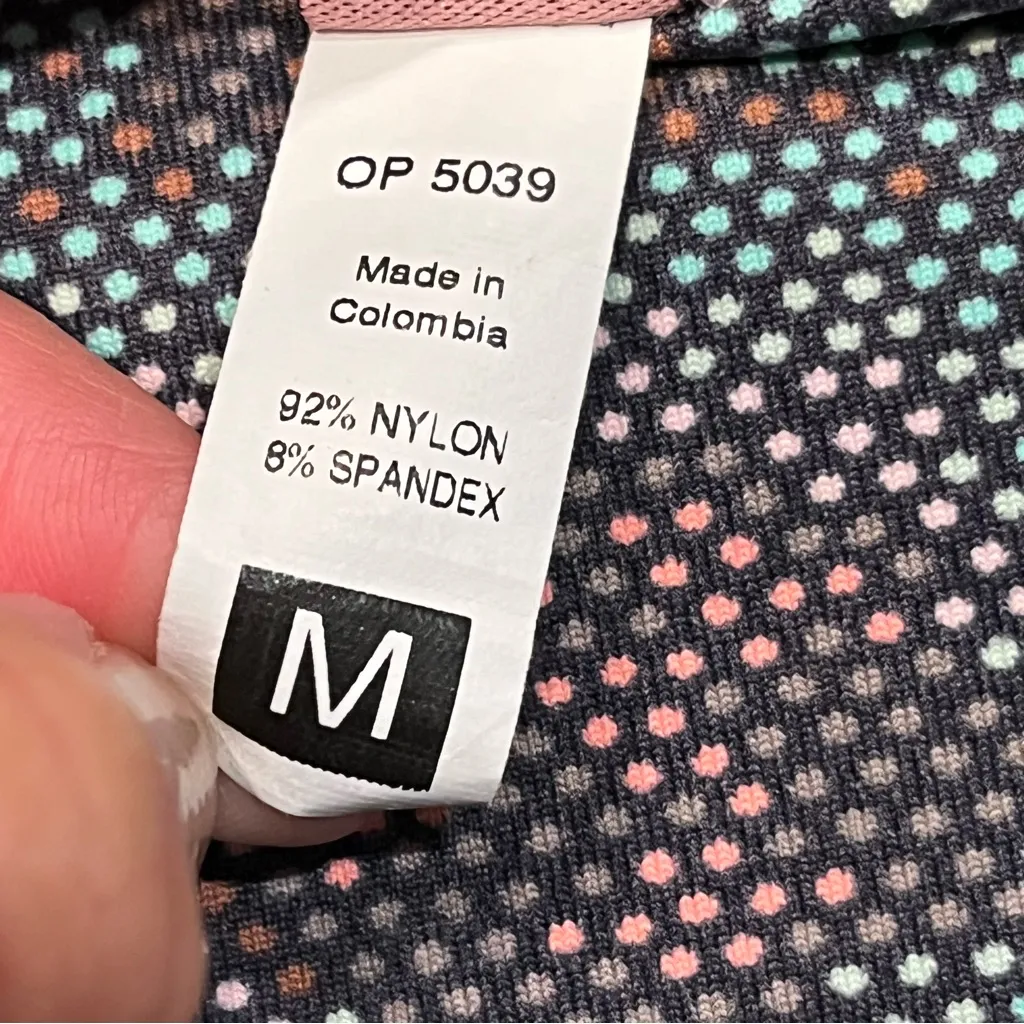 OP 5039
Made in
Colombia
92% NYLON
8% SPANDEX
M